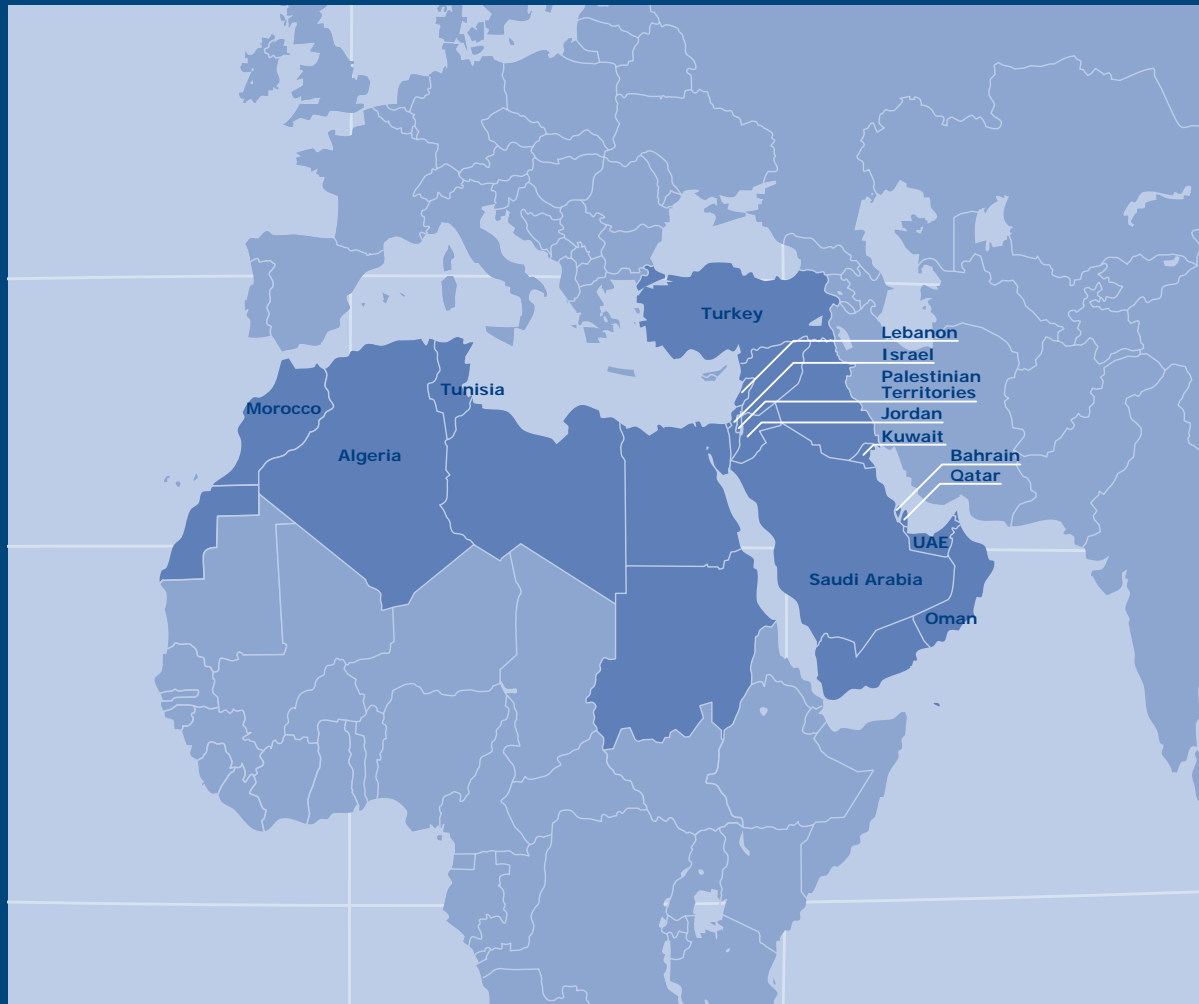 Turkey
Lebanon
Israel
Palestinian
Territories
Jordan
Kuwait
Bahrain
Qatar
Tunisia
Morocco
Algeria
UAE
Saudi Arabia
Oman